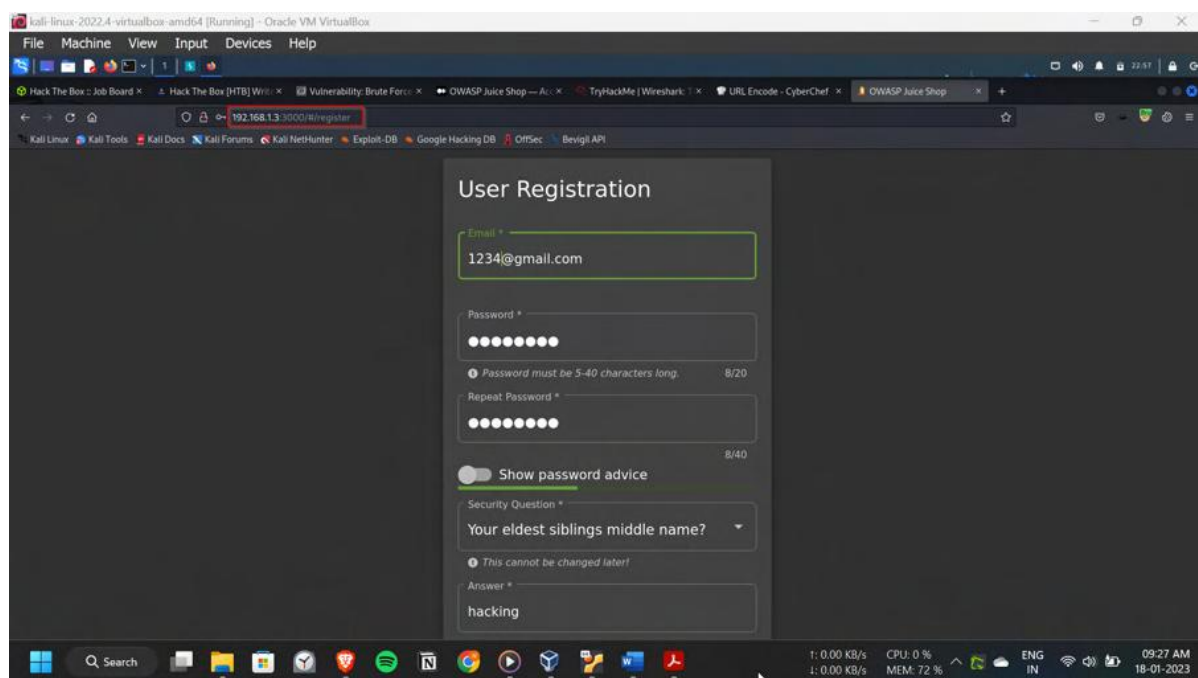 kali-linux-2022.4-virtualbox-amd64 [Running] - Oracle VM VirtualBox
File Machine View Input Devices Help
1 22:57
Hack The Box :: Job Board Hack The Box [HTB] Vulnerability: Brute Force OWASP Juice Shop — TryHackMe | Wireshark: URL Encode - CyberChef OWASP Juice Shop
192.168.1.3:3000/#/register
Kali Linux Kali Tools Kali Docs Kali Forums Kali NetHunter Exploit-DB Google Hacking DB OffSec Bevigil API
User Registration
Email *
1234@gmail.com
Password *
Password must be 5-40 characters long. 8/20
Repeat Password *
8/40
Show password advice
Security Question *
Your eldest siblings middle name?
This cannot be changed later!
Answer *
hacking
Search
↑: 0.00 KB/s CPU: 0 % ENG 09:27 AM
↓: 0.00 KB/s MEM: 72 % IN 18-01-2023